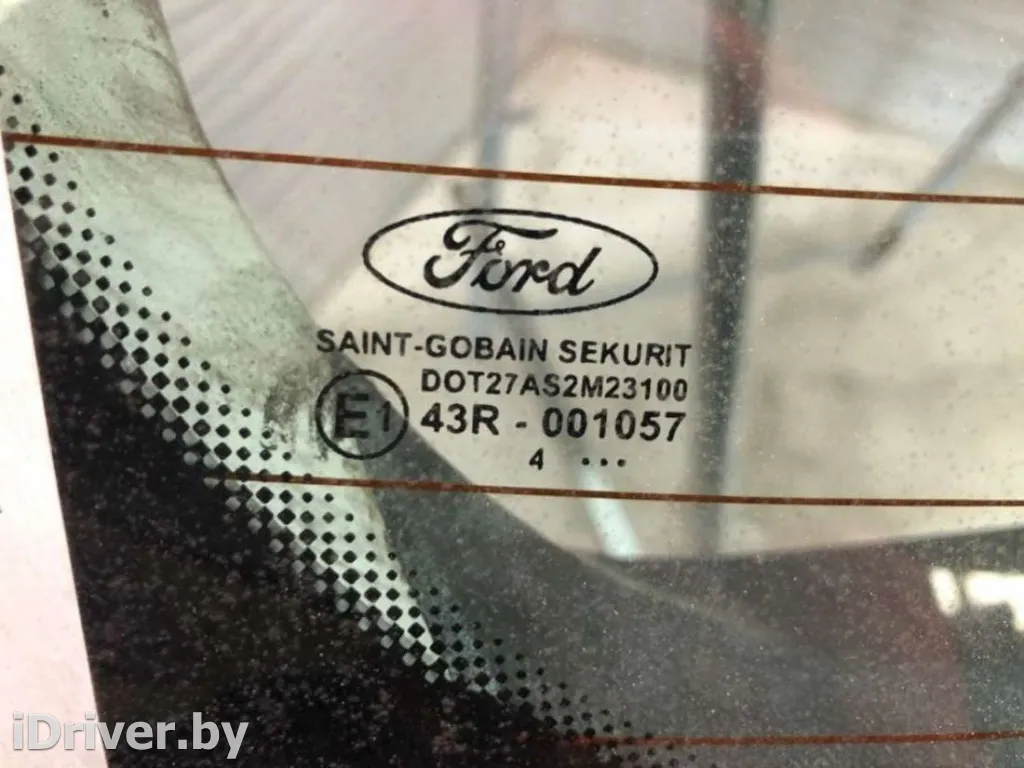 Ford
SAINT-GOBAIN SEKURIT
DOT27AS2M23100
E1 43R - 001057
4 ...
iDriver.by